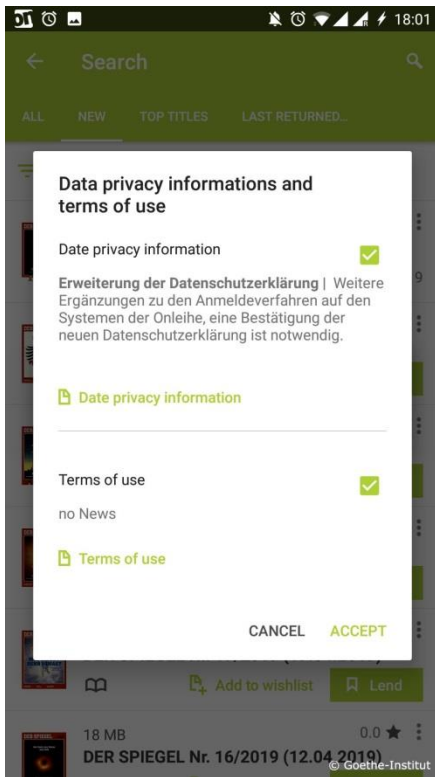 18:01
Search
ALL NEW TOP TITLES LAST RETURNED...
Data privacy informations and
terms of use
Date privacy information
Erweiterung der Datenschutzerklärung | Weitere
Ergänzungen zu den Anmeldeverfahren auf den
Systemen der Onleihe, eine Bestätigung der
neuen Datenschutzerklärung ist notwendig.
9
Date privacy information
Terms of use
no News
Terms of use
CANCEL ACCEPT
Add to wishlist Lend
18 MB 0.0
DER SPIEGEL Nr. 16/2019 (12.04.2019)
© Goethe-Institut